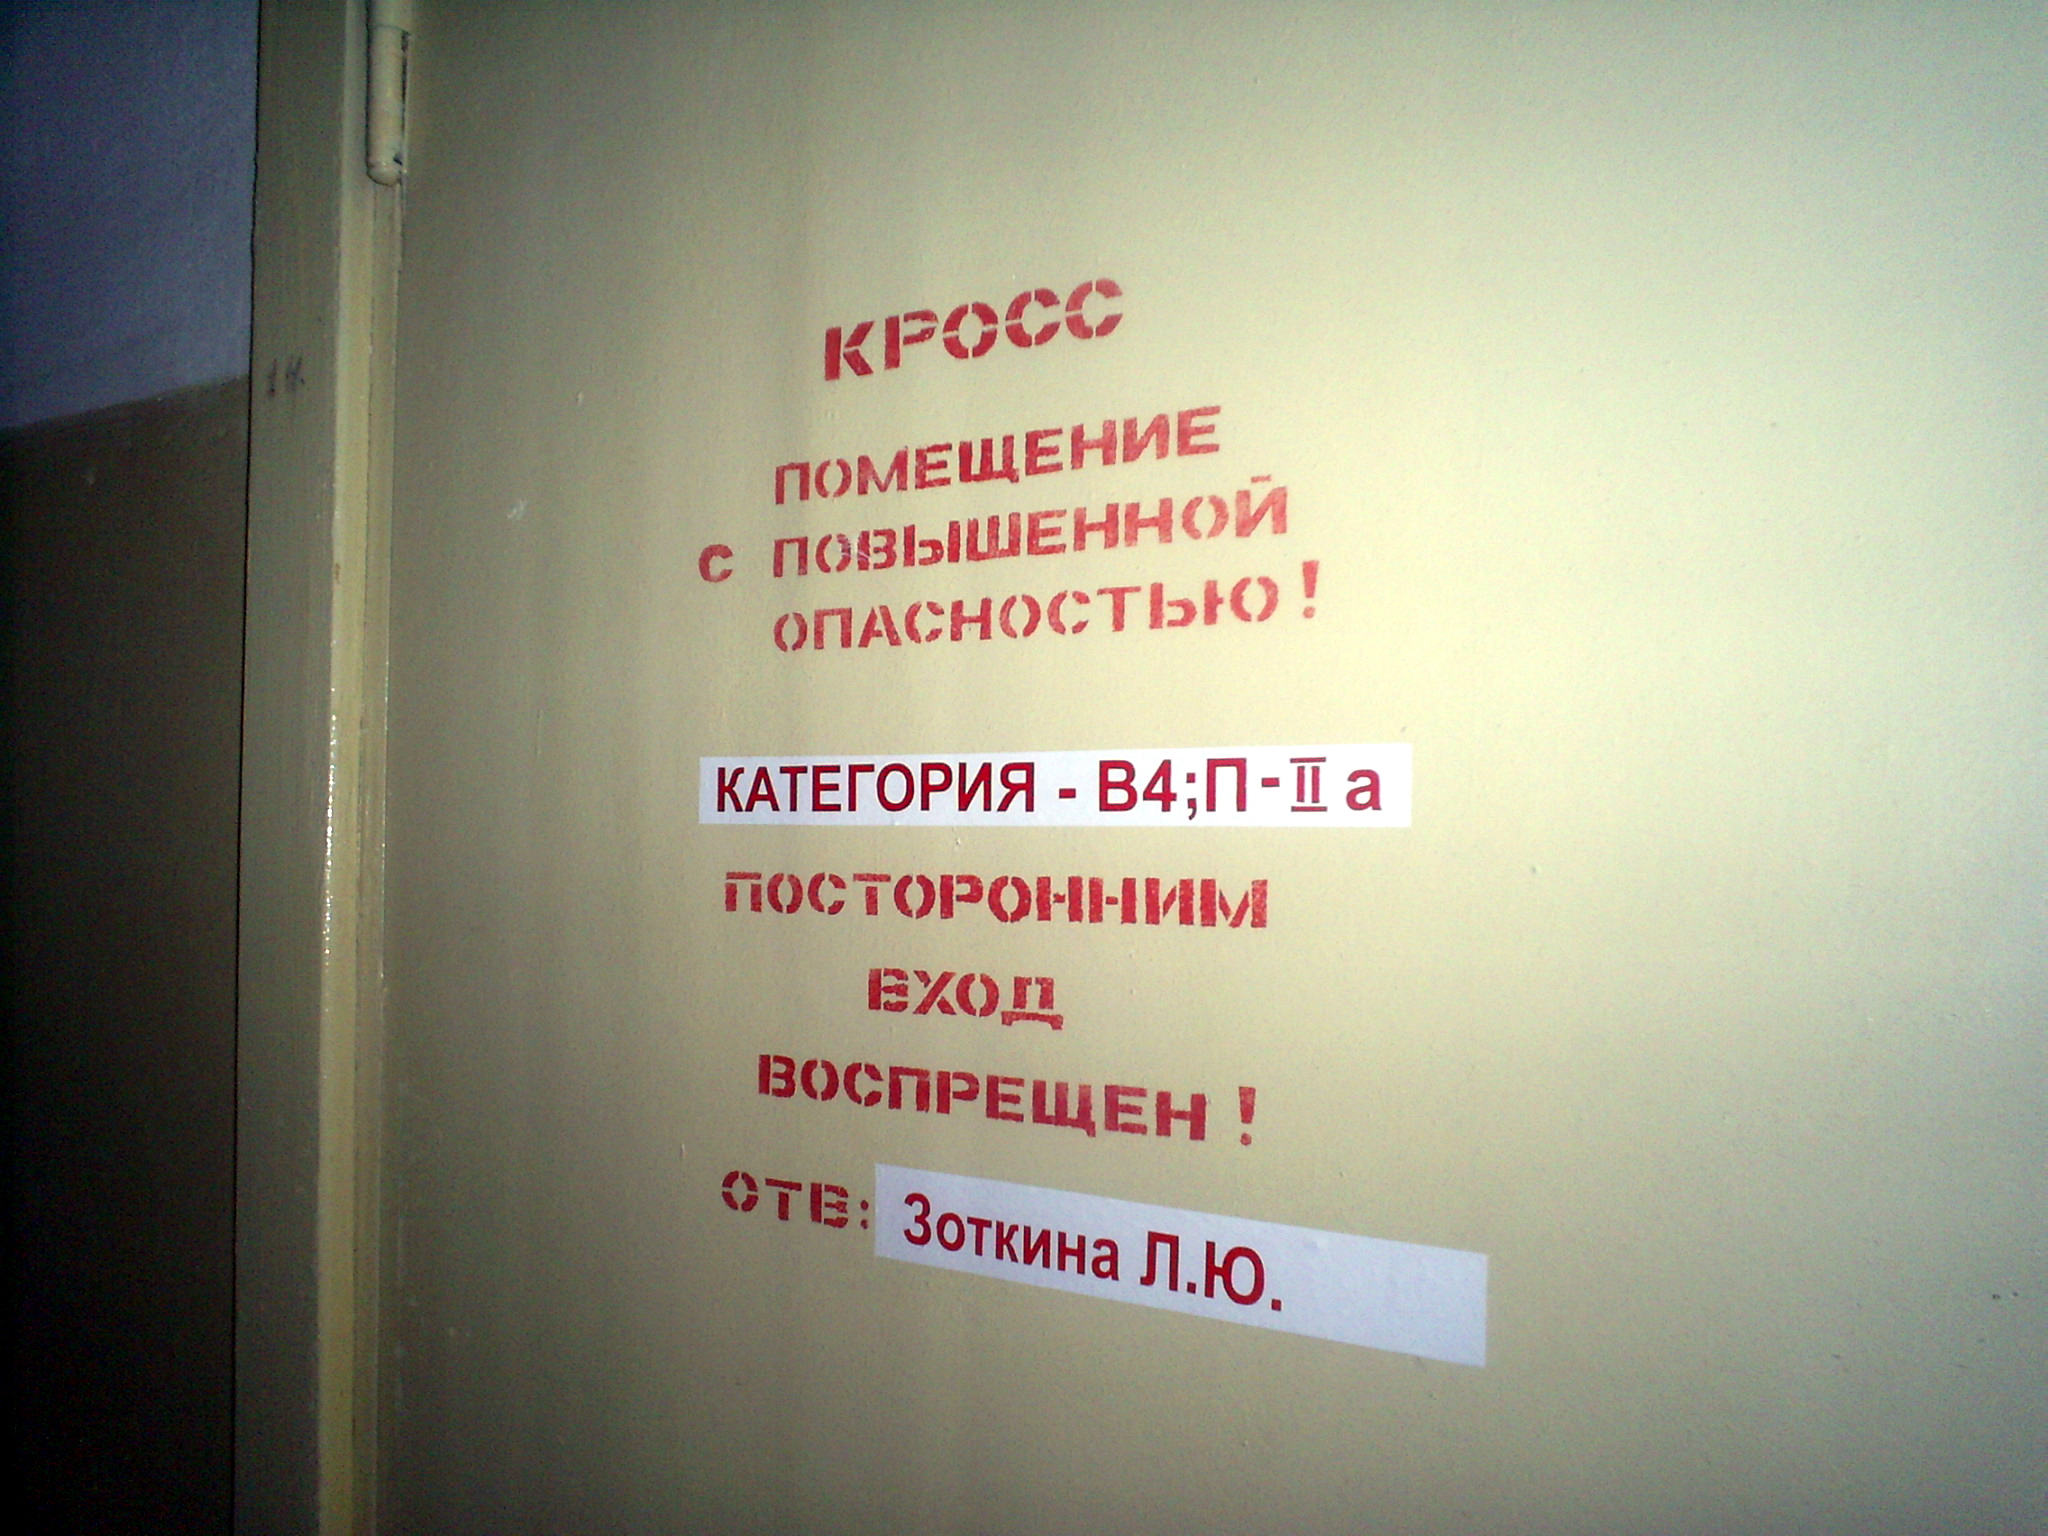 КРОСС
ПОМЕЩЕНИЕ
С ПОВЫШЕННОЙ
ОПАСНОСТЬЮ!
КАТЕГОРИЯ - В4;П-II а
ПОСТОРОННИМ
ВХОД
ВОСПРЕЩЕН!
ОТВ: Зоткина Л.Ю.